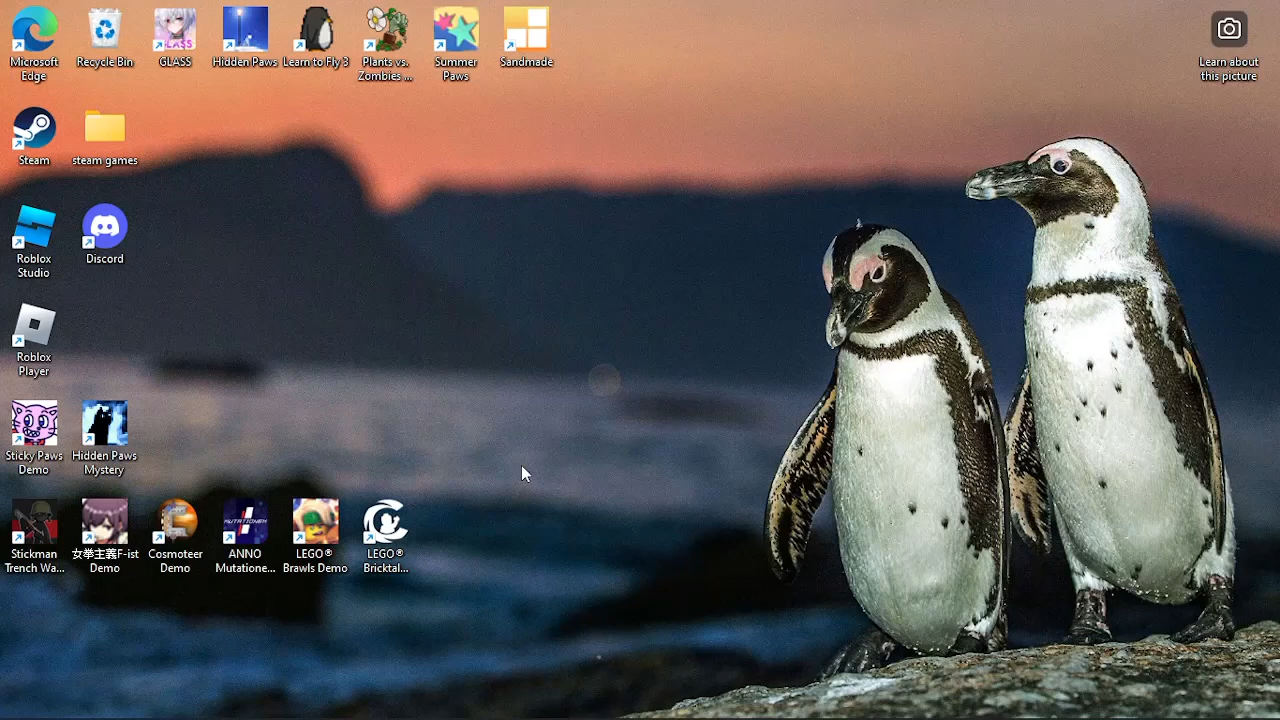 Microsoft
Edge
Recycle Bin
GLASS
Hidden Paws
Learn to Fly 3
Plants vs.
Zombies ...
Summer
Paws
Sandmade
Learn about
this picture
Steam
steam games
Roblox
Studio
Discord
Roblox
Player
Sticky Paws
Demo
Hidden Paws
Mystery
Stickman
Trench Wa...
女拳主義F-ist
Demo
Cosmoteer
Demo
MUTATIONEM
ANNO
Mutatione...
LEGO®
Brawls Demo
LEGO®
Bricktal...